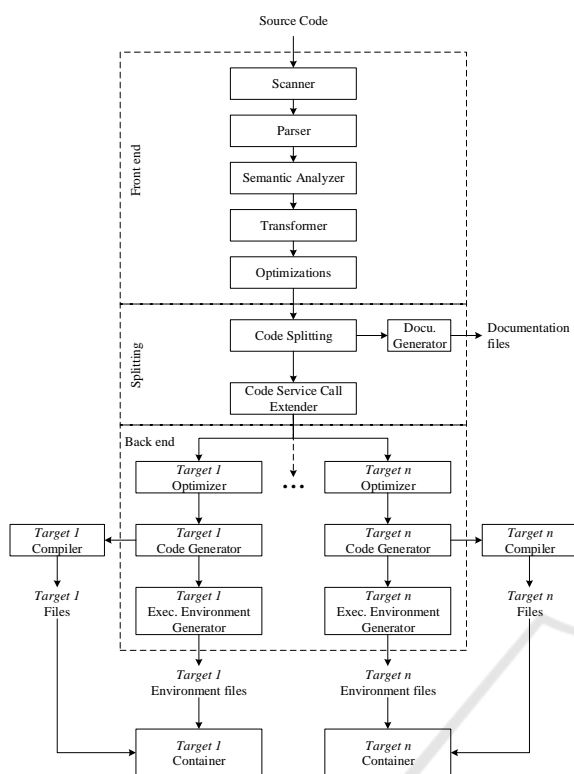 Source Code
Front end
Scanner
Parser
Semantic Analyzer
Transformer
Optimizations
Splitting
Code Splitting
Docu.
Generator
Documentation
files
Code Service Call
Extender
Back end
Target 1
Optimizer
...
Target n
Optimizer
Target 1
Compiler
Target 1
Code Generator
Target n
Code Generator
Target n
Compiler
Target 1
Files
Target 1
Exec. Environment
Generator
Target n
Exec. Environment
Generator
Target n
Files
Target 1
Environment files
Target n
Environment files
Target 1
Container
Target n
Container